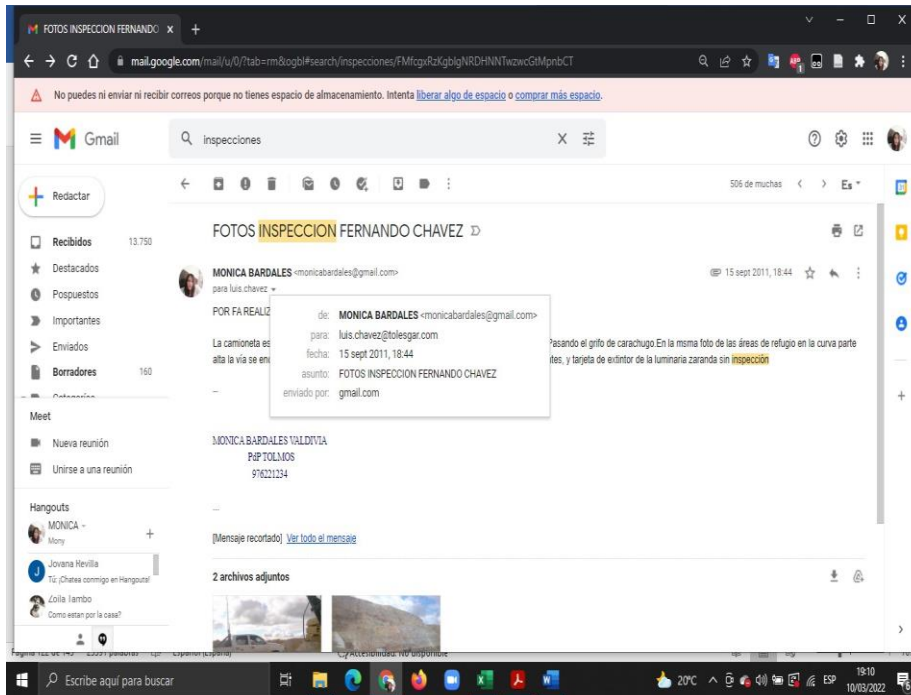 FOTOS INSPECCION FERNANDO
mail.google.com/mail/u/0/?tab=rm&ogbl#search/inspecciones/FMfcgxRzKgblgNRDHNNTwzwcGtMpnbCT
No puedes ni enviar ni recibir correos porque no tienes espacio de almacenamiento. Intenta liberar algo de espacio o comprar más espacio.
Gmail
inspecciones
Redactar
506 de muchas
Es
Recibidos 13.750
Destacados
Pospuestos
Importantes
Enviados
Borradores 160
Meet
Nueva reunión
Unirse a una reunión
Hangouts
MONICA
Mony
Jovana Revilla
Tú: ¡Chatea conmigo en Hangouts!
Zoila Tambo
Como estan por la casa?
FOTOS INSPECCION FERNANDO CHAVEZ
MONICA BARDALES <monicabardales@gmail.com>
15 sept 2011, 18:44
para luis.chavez
POR FA REALIZ
de: MONICA BARDALES <monicabardales@gmail.com>
para: luis.chavez@tolesgar.com
fecha: 15 sept 2011, 18:44
asunto: FOTOS INSPECCION FERNANDO CHAVEZ
enviado por: gmail.com
La camioneta es Pasando el grifo de carachugo.En la msma foto de las áreas de refugio en la curva parte
alta la vía se en tes, y tarjeta de extintor de la luminaria zaranda sin inspección
MONICA BARDALES VALDIVIA
PdP TOLMOS
976221234
[Mensaje recortado] Ver todo el mensaje
2 archivos adjuntos
Escribe aquí para buscar
20°C
ESP
19:10
10/03/2022